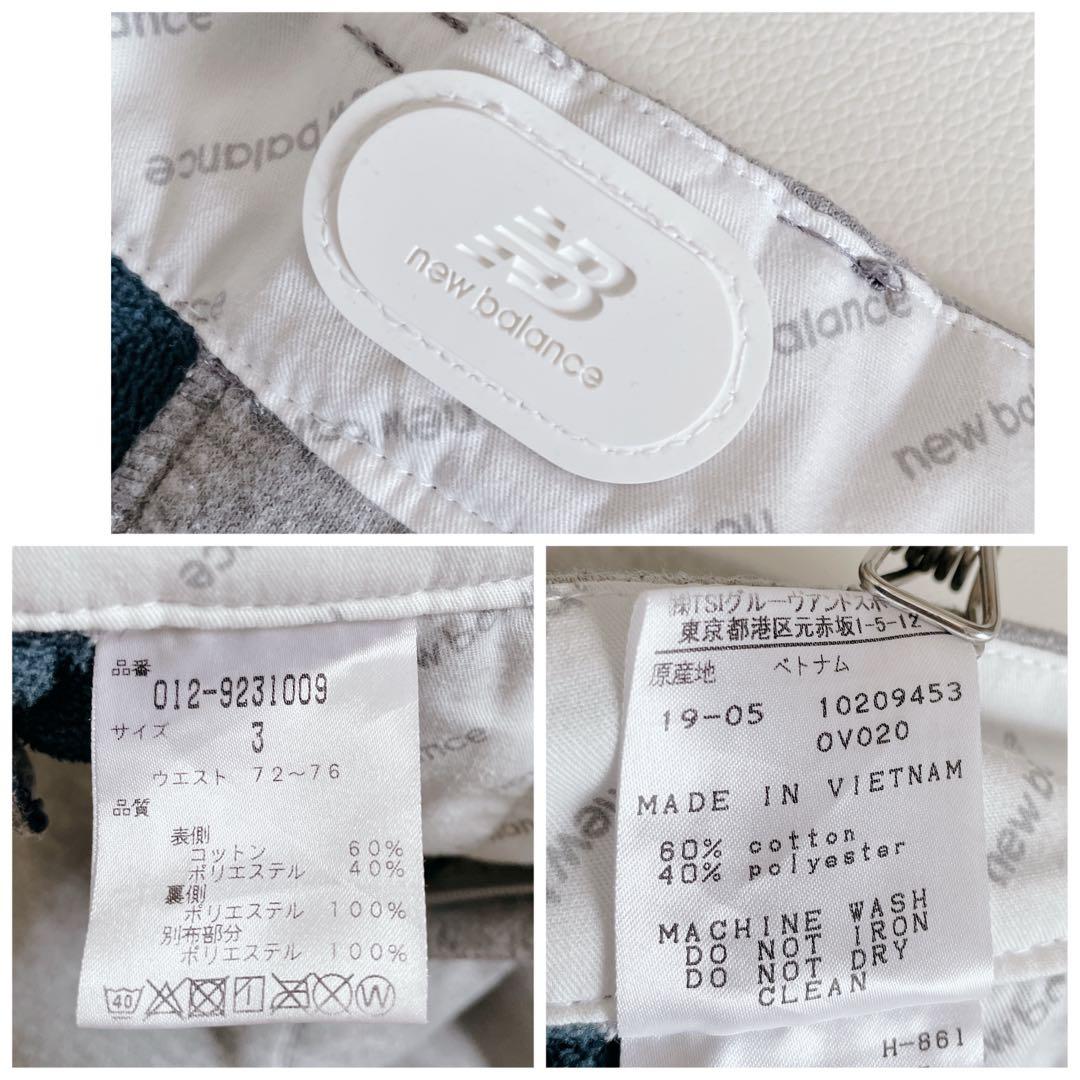 new balance
NB
new balance
alance
new bala
品番
012-9231009
サイズ
3
ウエスト 72～76
品質
表側
コットン 60%
ポリエステル 40%
裏側
ポリエステル 100%
別布部分
ポリエステル 100%
40
W
㈱TSIグルーヴアンドスポ
東京都港区元赤坂1-5-12
原産地 ベトナム
19-05 10209453
0V020
MADE IN VIETNAM
60% cotton
40% polyester
MACHINE WASH
DO NOT IRON
DO NOT DRY
CLEAN
H-861